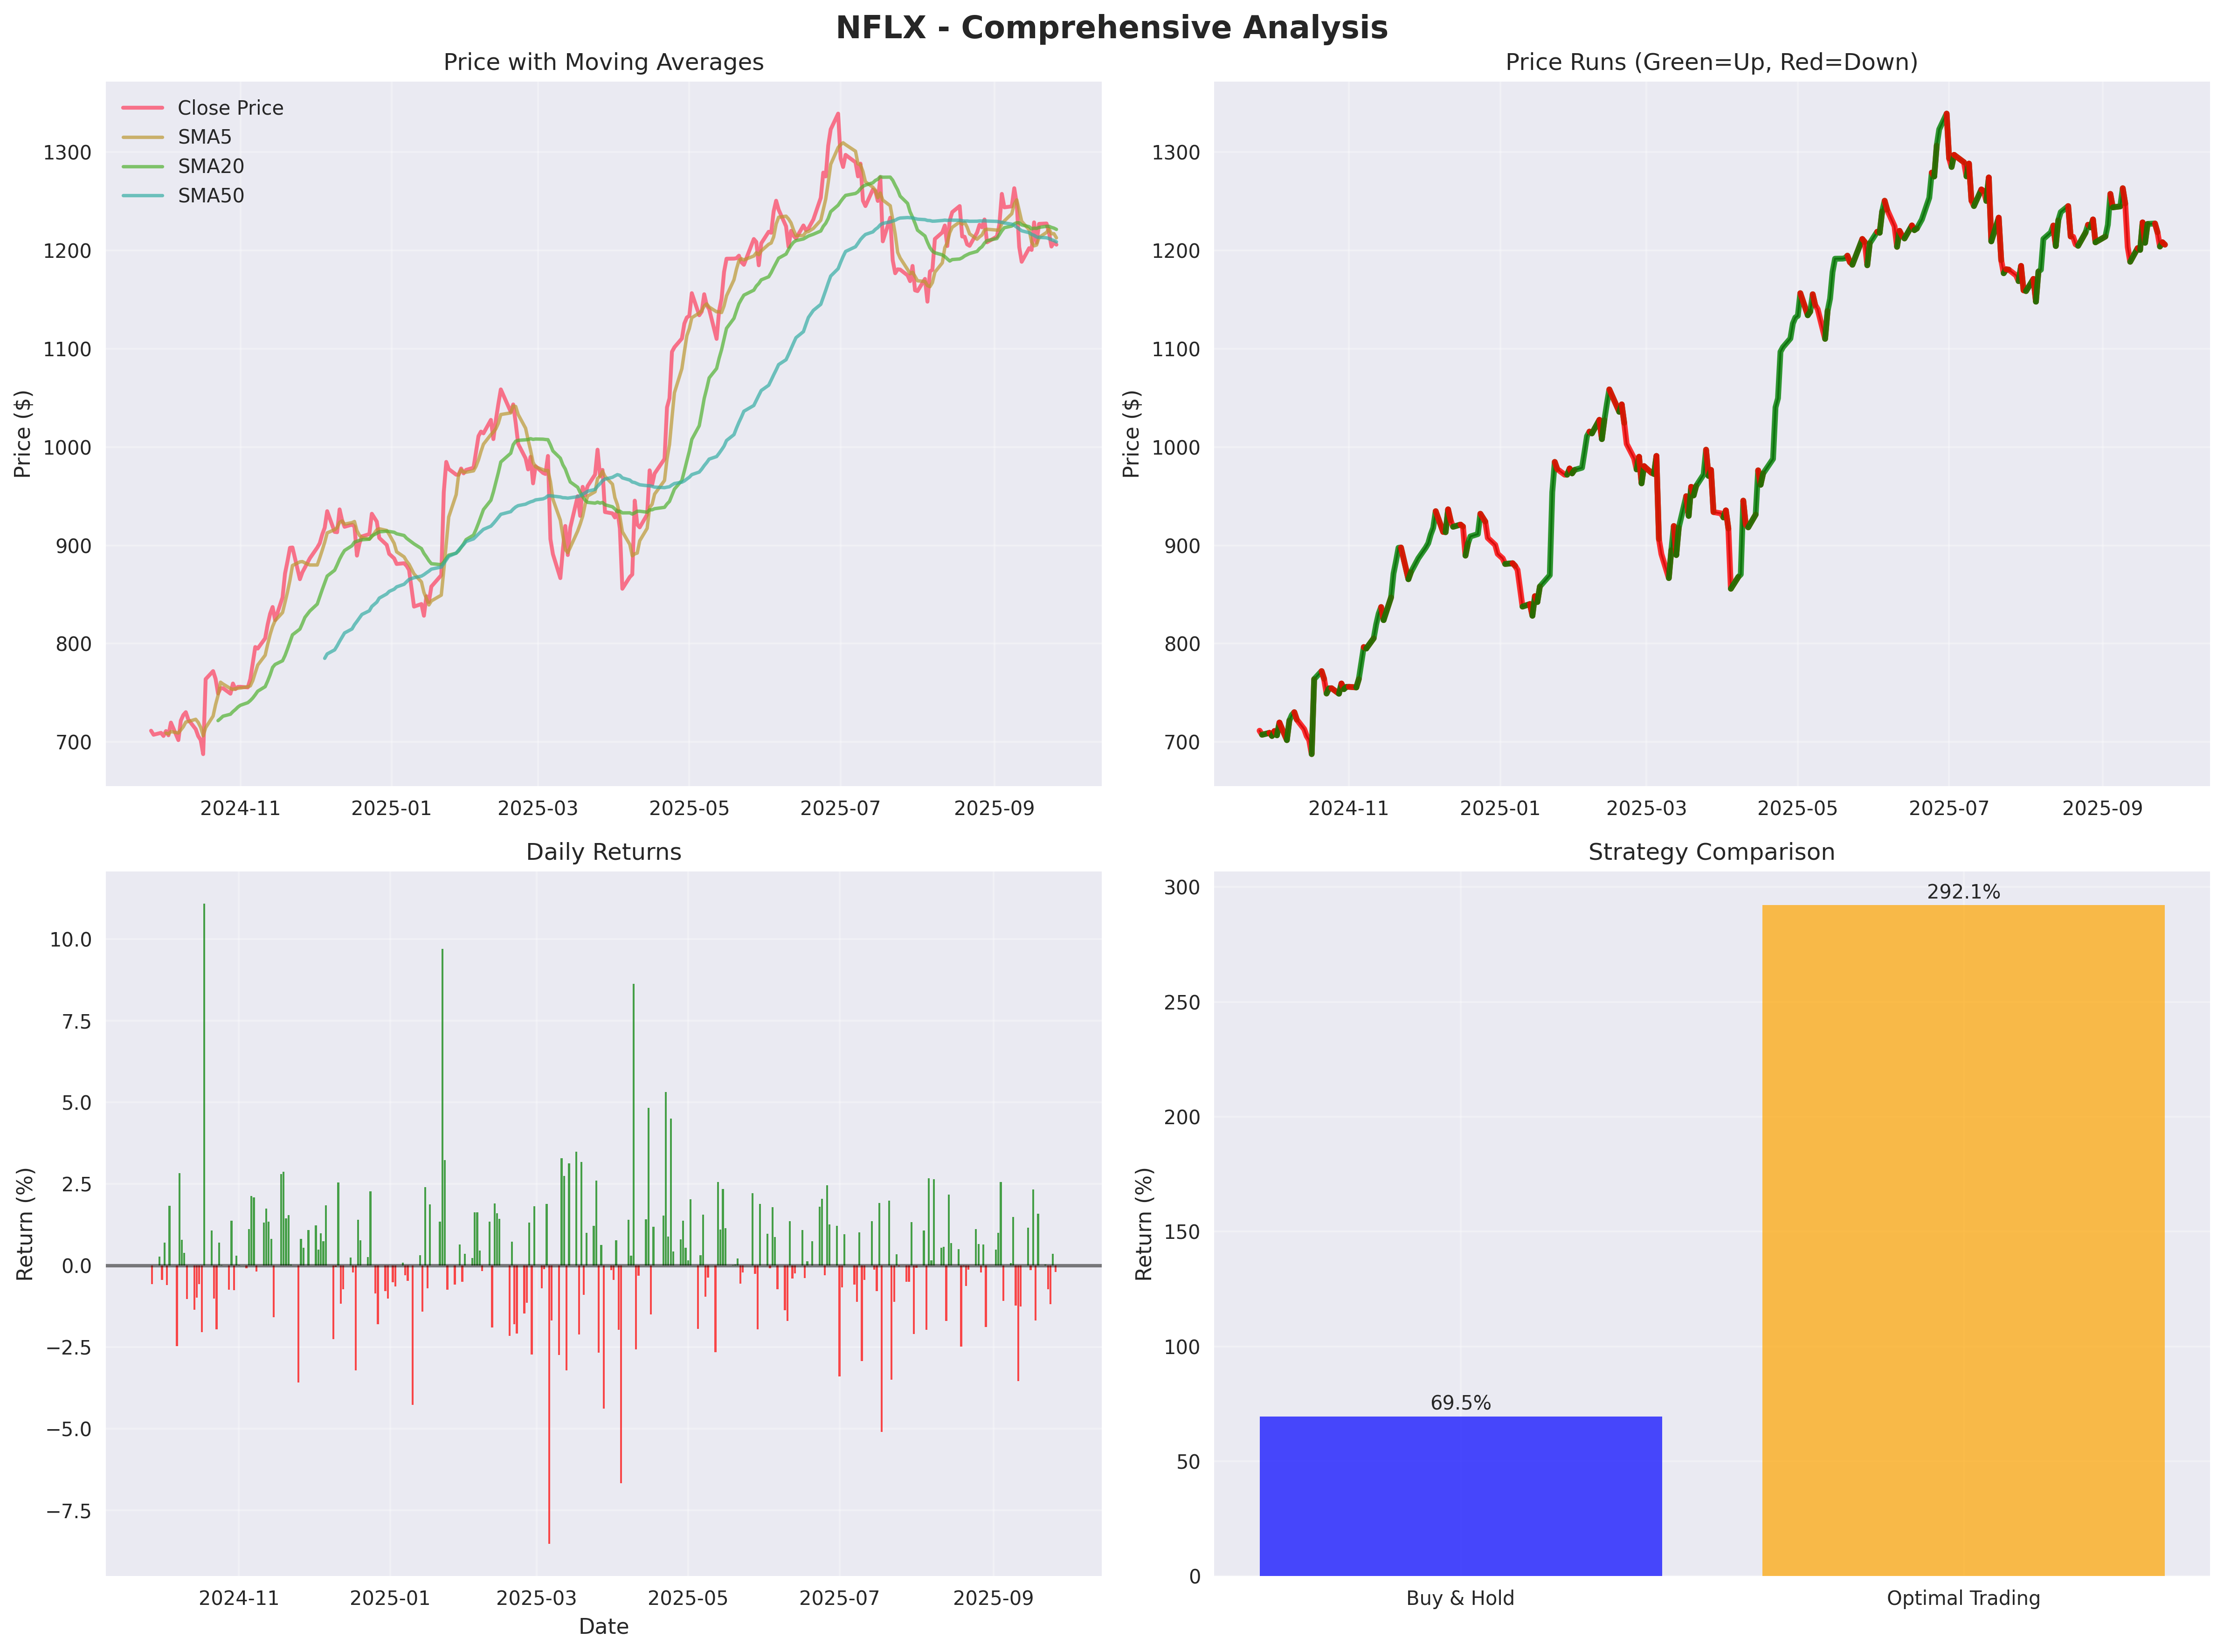 NFLX - Comprehensive Analysis
Price with Moving Averages
Close Price
SMA5
SMA20
SMA50
Price ($)
1300
1200
1100
1000
900
800
700
2024-11 2025-01 2025-03 2025-05 2025-07 2025-09
Price Runs (Green=Up, Red=Down)
Price ($)
1300
1200
1100
1000
900
800
700
2024-11 2025-01 2025-03 2025-05 2025-07 2025-09
Daily Returns
Return (%)
10.0
7.5
5.0
2.5
0.0
−2.5
−5.0
−7.5
2024-11 2025-01 2025-03 2025-05 2025-07 2025-09
Date
Strategy Comparison
Return (%)
300
250
200
150
100
50
0
69.5%
292.1%
Buy & Hold Optimal Trading